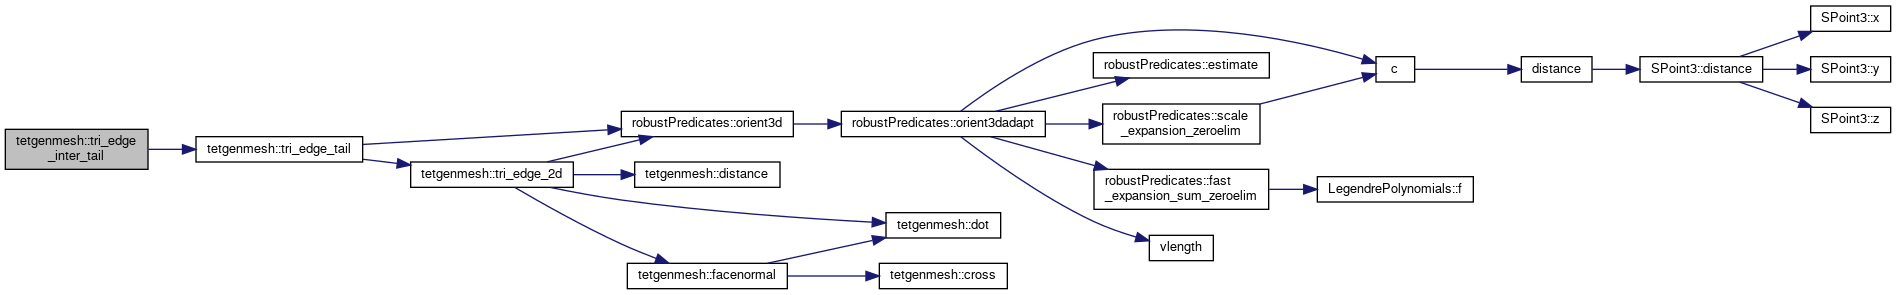 tetgenmesh::tri_edge
_inter_tail
tetgenmesh::tri_edge_tail
robustPredicates::orient3d
tetgenmesh::tri_edge_2d
tetgenmesh::distance
tetgenmesh::dot
tetgenmesh::facenormal
tetgenmesh::cross
robustPredicates::orient3dadapt
robustPredicates::estimate
robustPredicates::scale
_expansion_zeroelim
robustPredicates::fast
_expansion_sum_zeroelim
vlength
c
LegendrePolynomials::f
distance
SPoint3::distance
SPoint3::x
SPoint3::y
SPoint3::z